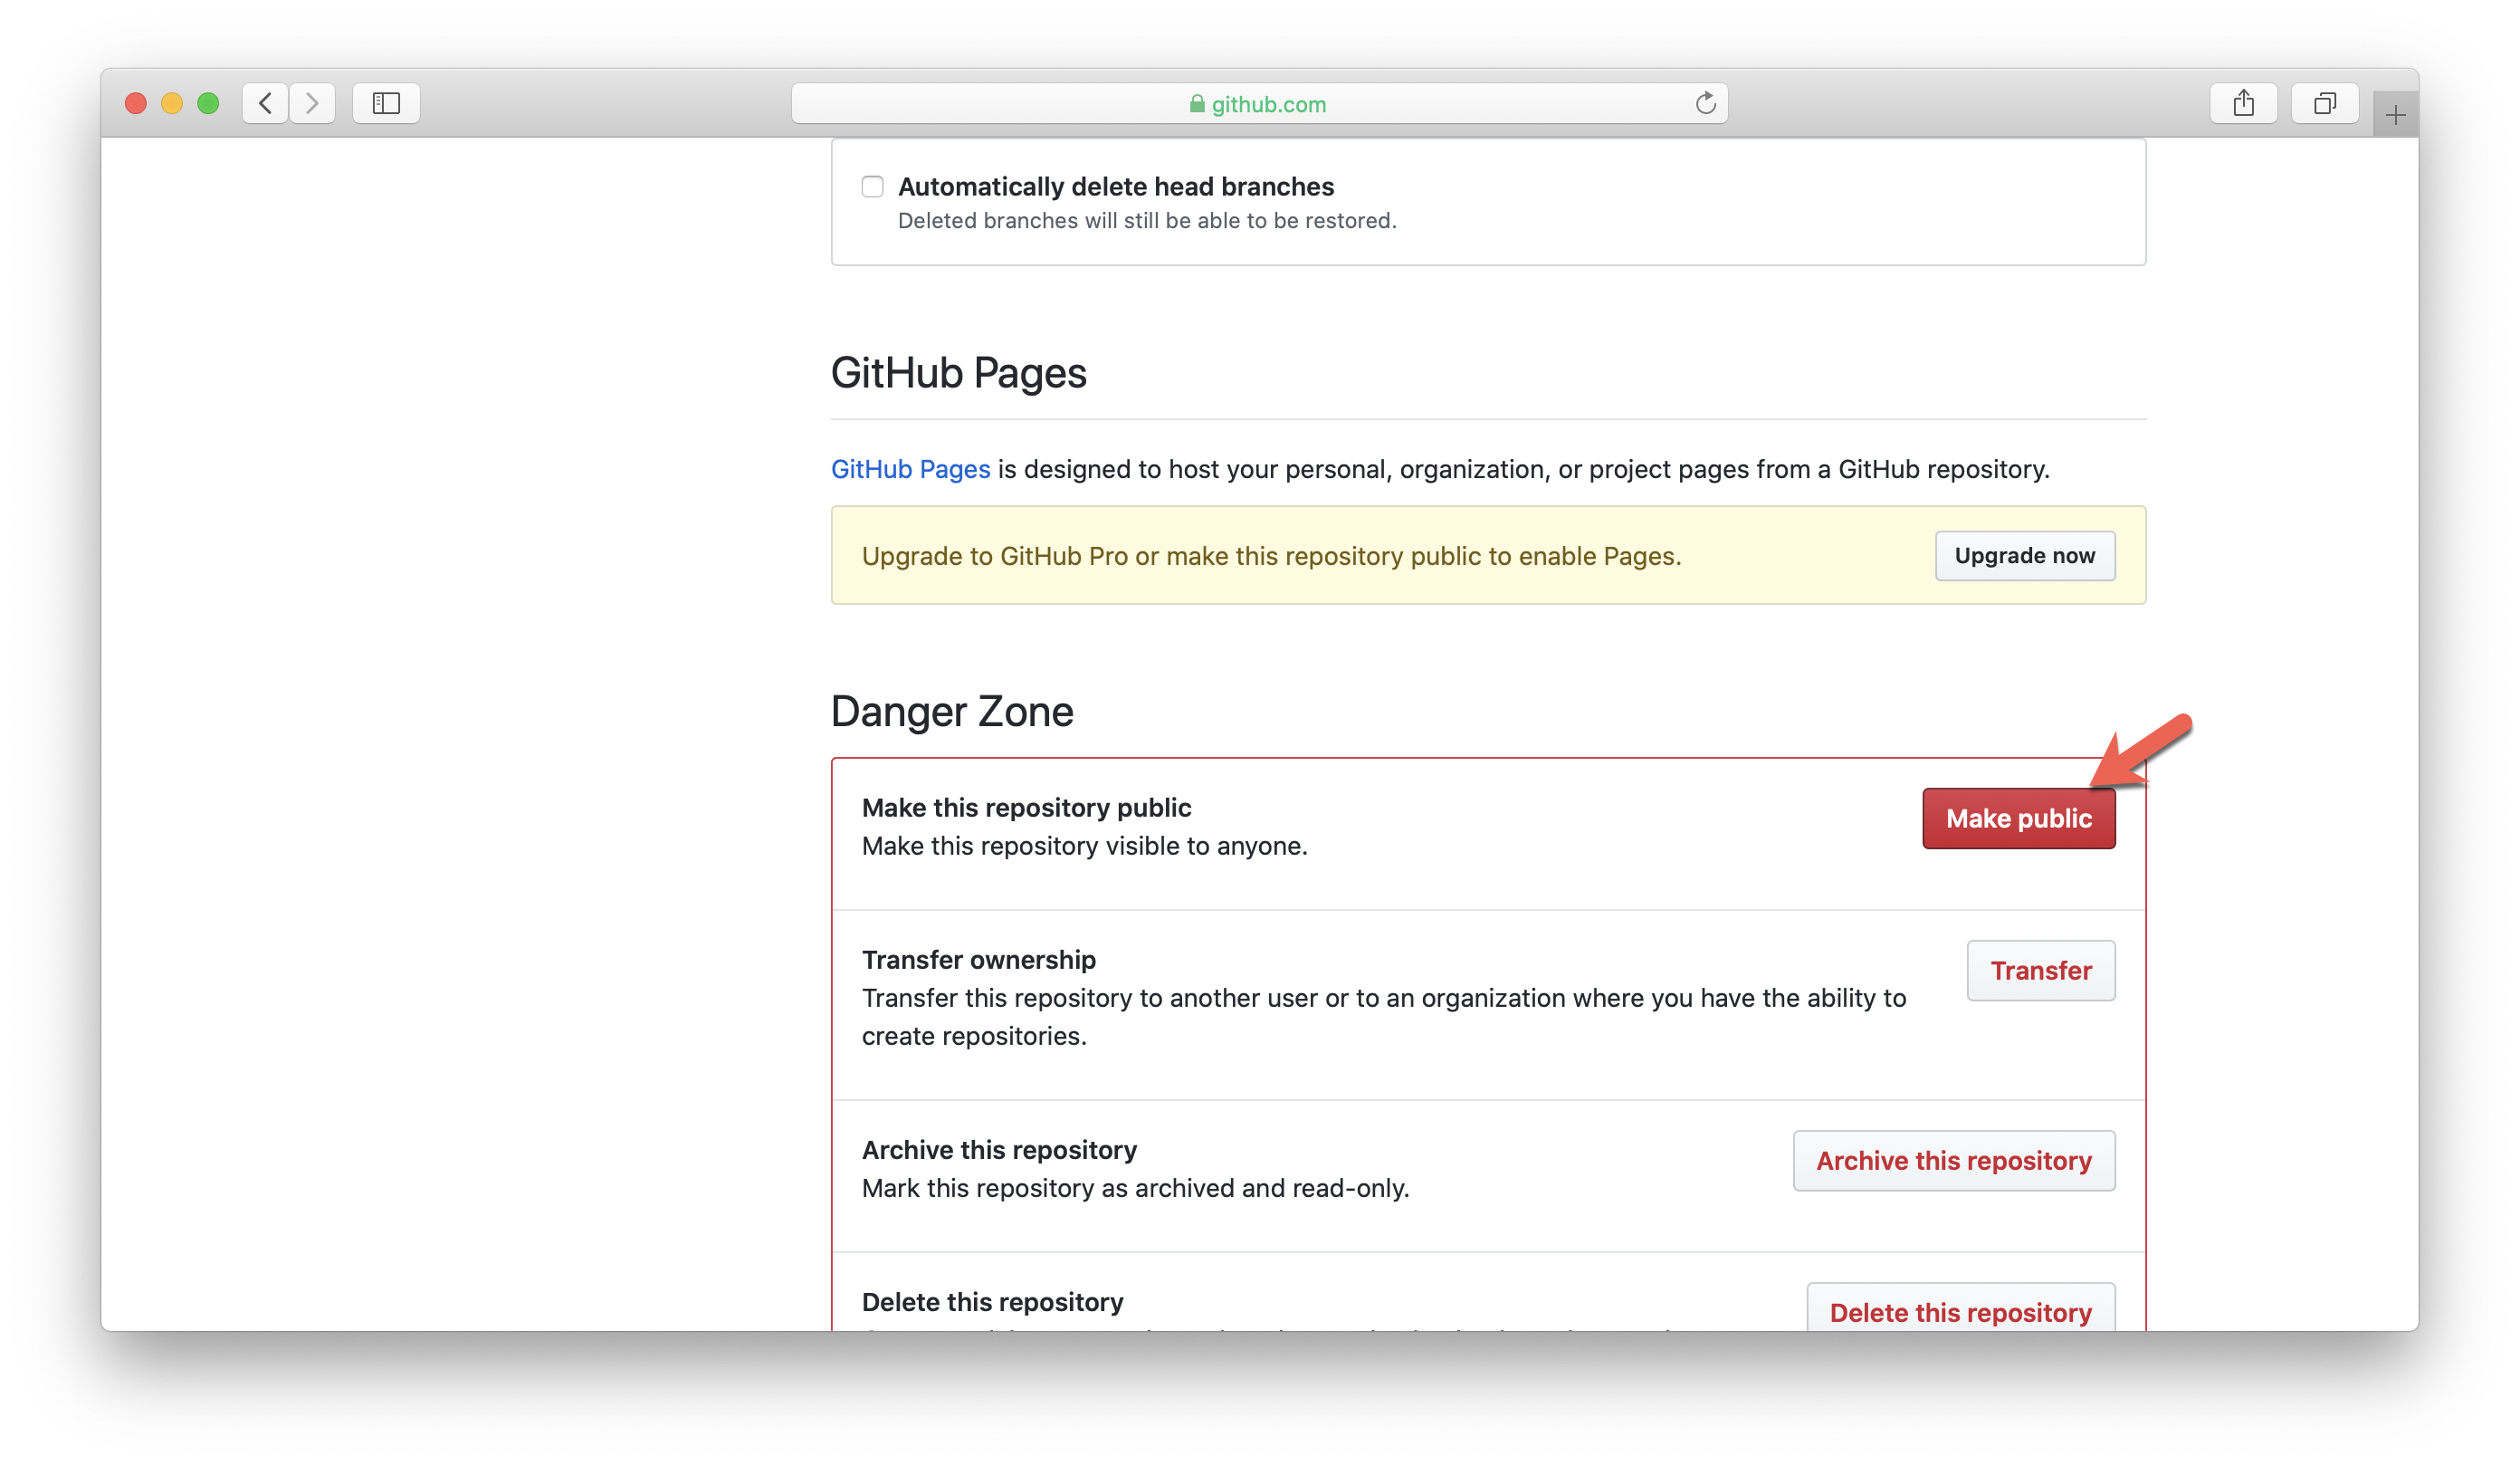 github.com
Automatically delete head branches
Deleted branches will still be able to be restored.
GitHub Pages
GitHub Pages is designed to host your personal, organization, or project pages from a GitHub repository.
Upgrade to GitHub Pro or make this repository public to enable Pages.
Upgrade now
Danger Zone
Make this repository public
Make this repository visible to anyone.
Make public
Transfer ownership
Transfer this repository to another user or to an organization where you have the ability to
create repositories.
Transfer
Archive this repository
Mark this repository as archived and read-only.
Archive this repository
Delete this repository
Delete this repository